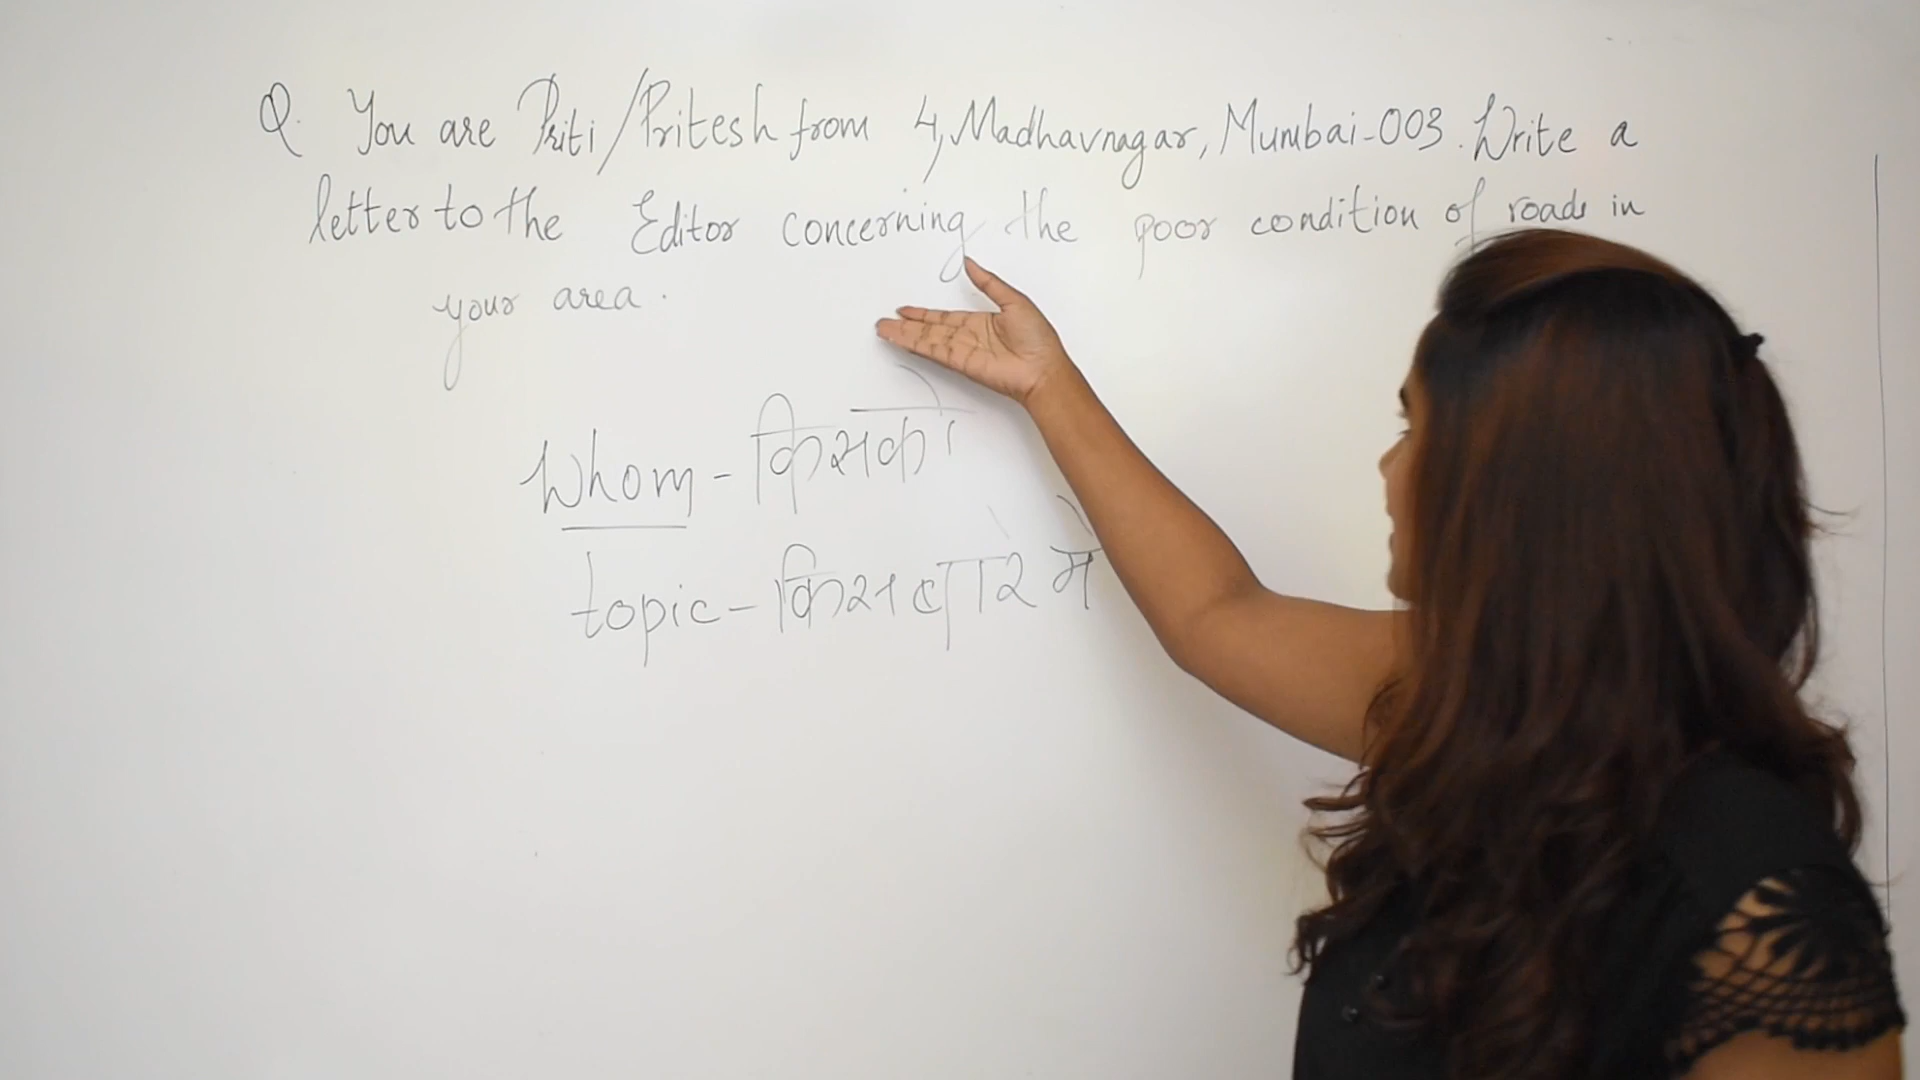 Q. You are Priti/Pritesh from 4, Madhavnagar, Mumbai-003. Write a
letter to the Editor concerning the poor condition of roads in
your area.
Whom - किसको
topic - किस बारे में